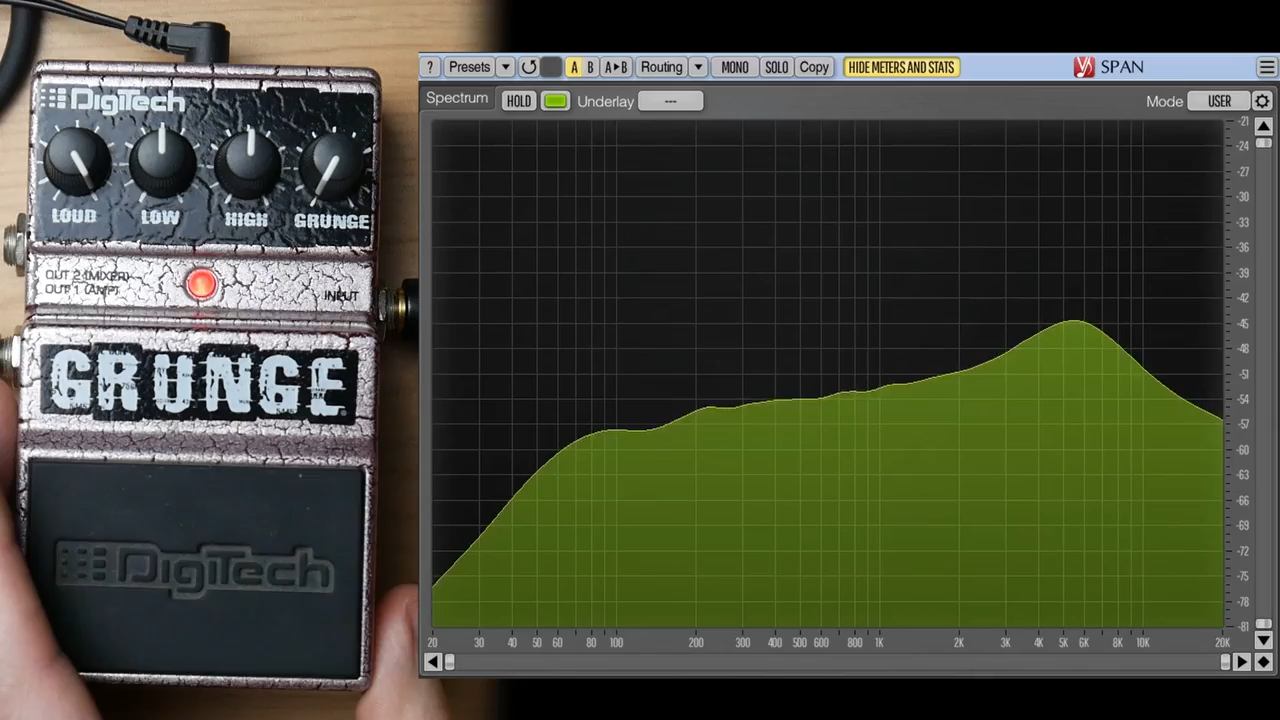 DigiTech
LOUD LOW HIGH GRUNGE
OUT 2 (MIXER)
OUT 1 (AMP)
INPUT
GRUNGE
DigiTech
? Presets A B A▸B Routing MONO SOLO Copy HIDE METERS AND STATS SPAN
Spectrum HOLD Underlay --- Mode USER
-21
-24
-27
-30
-33
-36
-39
-42
-45
-48
-51
-54
-57
-60
-63
-66
-69
-72
-75
-78
-81
20 30 40 50 60 80 100 200 300 400 500 600 800 1K 2K 3K 4K 5K 6K 8K 10K 20K